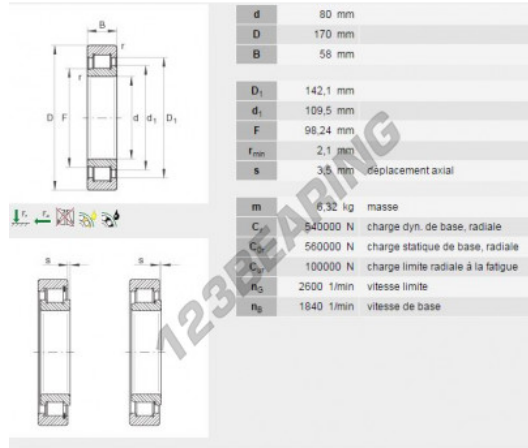 B
r
r
D F d d₁ D₁
Fr Fa
s s
d 80 mm
D 170 mm
B 58 mm
D₁ 142,1 mm
d₁ 109,5 mm
F 98,24 mm
rmin 2,1 mm
s 3,5 mm déplacement axial
m 6,32 kg masse
Cr 540000 N charge dyn. de base, radiale
C0r 560000 N charge statique de base, radiale
Cur 100000 N charge limite radiale à la fatigue
nG 2600 1/min vitesse limite
nB 1840 1/min vitesse de base
123BEARING